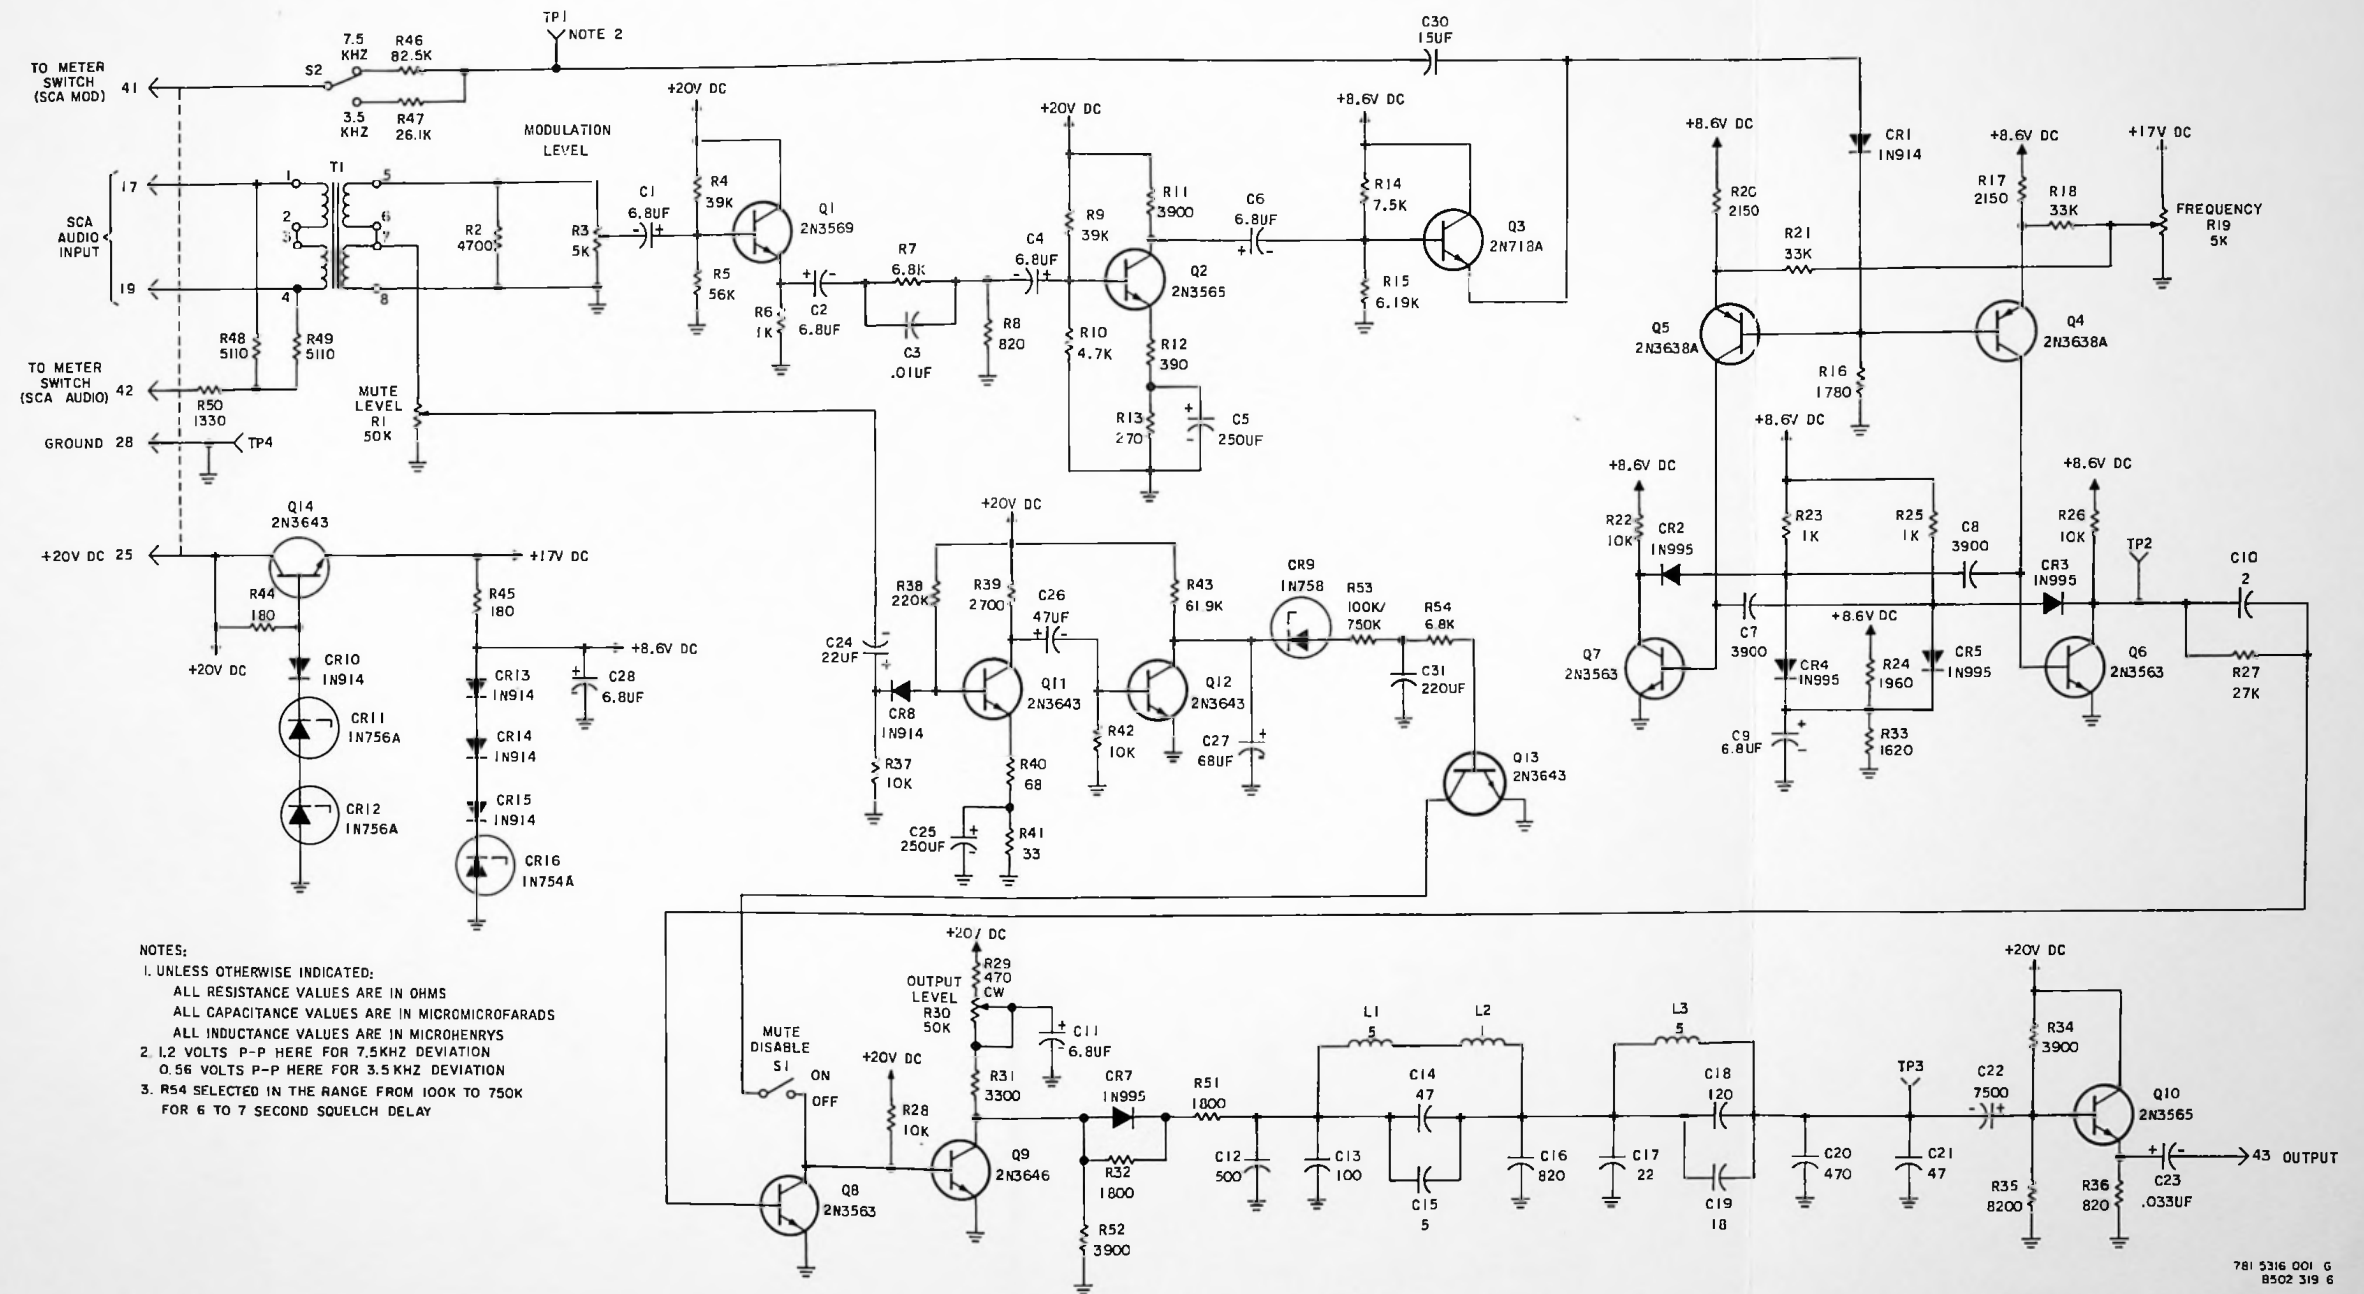 TP1
NOTE 2
C30
15UF
7.5
KHZ
R46
82.5K
TO METER
SWITCH
(SCA MOD)
41
S2
3.5
KHZ
R47
26.1K
+20V DC
+20V DC
+8.6V DC
+8.6V DC
CR1
1N914
+8.6V DC
+17V DC
MODULATION
LEVEL
17
SCA
AUDIO
INPUT
19
T1
1
2
3
4
5
6
7
8
R2
4700
R3
5K
C1
6.8UF
- +
R4
39K
R5
56K
Q1
2N3569
R6
1K
+ -
C2
6.8UF
R7
6.8K
C3
.01UF
R8
820
C4
6.8UF
- +
R9
39K
R10
4.7K
R11
3900
Q2
2N3565
R12
390
R13
270
+
-
C5
250UF
C6
6.8UF
+ -
R14
7.5K
R15
6.19K
Q3
2N718A
R20
2150
R21
33K
R17
2150
R18
33K
FREQUENCY
R19
5K
Q5
2N3638A
Q4
2N3638A
R16
1780
R48
5110
R49
5110
TO METER
SWITCH
(SCA AUDIO)
42
R50
1330
MUTE
LEVEL
R1
50K
GROUND 28
TP4
Q14
2N3643
+20V DC 25
+17V DC
R44
180
+20V DC
R45
180
+8.6V DC
CR10
1N914
CR11
1N756A
CR12
1N756A
CR13
1N914
CR14
1N914
CR15
1N914
CR16
1N754A
+
-
C28
6.8UF
+20V DC
R38
220K
R39
2700
C26
47UF
+ -
R43
61.9K
C24
22UF
-
+
CR8
1N914
R37
10K
Q11
2N3643
R42
10K
Q12
2N3643
R40
68
C25
250UF
+
-
R41
33
C27
68UF
+
CR9
1N758
R53
100K/
750K
R54
6.8K
C31
220UF
Q13
2N3643
+8.6V DC
+8.6V DC
+8.6V DC
R22
10K
CR2
1N995
R23
1K
R25
1K
C8
3900
R26
10K
CR3
1N995
TP2
C10
2
C7
3900
+8.6V DC
Q7
2N3563
CR4
1N995
R24
1960
CR5
1N995
Q6
2N3563
R27
27K
C9
6.8UF
+
-
R33
1620
NOTES:
1. UNLESS OTHERWISE INDICATED:
ALL RESISTANCE VALUES ARE IN OHMS
ALL CAPACITANCE VALUES ARE IN MICROMICROFARADS
ALL INDUCTANCE VALUES ARE IN MICROHENRYS
2. 1.2 VOLTS P-P HERE FOR 7.5KHZ DEVIATION
0.56 VOLTS P-P HERE FOR 3.5 KHZ DEVIATION
3. R54 SELECTED IN THE RANGE FROM 100K TO 750K
FOR 6 TO 7 SECOND SQUELCH DELAY
+20V DC
R29
470
CW
OUTPUT
LEVEL
R30
50K
+
-
C11
6.8UF
MUTE
DISABLE
S1
ON
OFF
+20V DC
R28
10K
R31
3300
CR7
1N995
R51
1800
Q8
2N3563
Q9
2N3646
R32
1800
R52
3900
L1
5
L2
1
L3
5
C12
500
C13
100
C14
47
C15
5
C16
820
C17
22
C18
120
C19
18
C20
470
TP3
C21
47
C22
7500
- +
+20V DC
R34
3900
Q10
2N3565
R35
8200
R36
820
+ -
C23
.033UF
43 OUTPUT
781 5316 001 G
8502 319 6